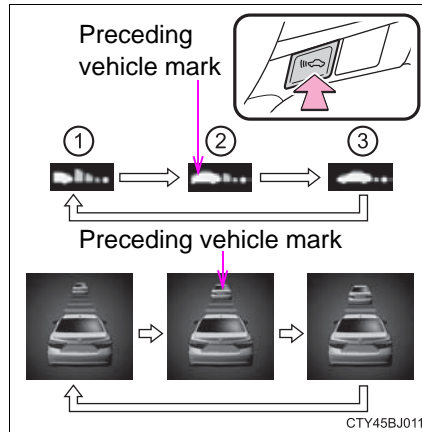 Preceding
vehicle mark
1 2 3
Preceding vehicle mark
CTY45BJ011